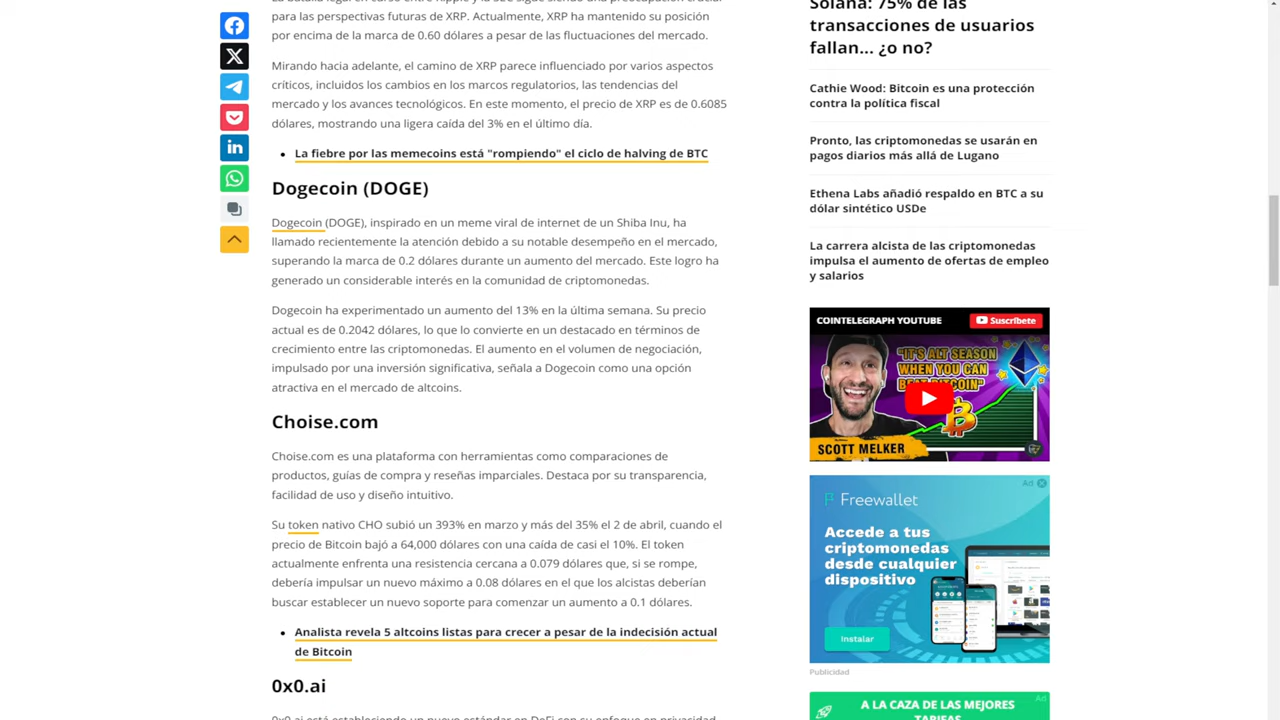 para las perspectivas futuras de XRP. Actualmente, XRP ha mantenido su posición
por encima de la marca de 0.60 dólares a pesar de las fluctuaciones del mercado.
Mirando hacia adelante, el camino de XRP parece influenciado por varios aspectos
críticos, incluidos los cambios en los marcos regulatorios, las tendencias del
mercado y los avances tecnológicos. En este momento, el precio de XRP es de 0.6085
dólares, mostrando una ligera caída del 3% en el último día.
La fiebre por las memecoins está "rompiendo" el ciclo de halving de BTC
Dogecoin (DOGE)
Dogecoin (DOGE), inspirado en un meme viral de internet de un Shiba Inu, ha
llamado recientemente la atención debido a su notable desempeño en el mercado,
superando la marca de 0.2 dólares durante un aumento del mercado. Este logro ha
generado un considerable interés en la comunidad de criptomonedas.
Dogecoin ha experimentado un aumento del 13% en la última semana. Su precio
actual es de 0.2042 dólares, lo que lo convierte en un destacado en términos de
crecimiento entre las criptomonedas. El aumento en el volumen de negociación,
impulsado por una inversión significativa, señala a Dogecoin como una opción
atractiva en el mercado de altcoins.
Choise.com
Choise.com es una plataforma con herramientas como comparaciones de
productos, guías de compra y reseñas imparciales. Destaca por su transparencia,
facilidad de uso y diseño intuitivo.
Su token nativo CHO subió un 393% en marzo y más del 35% el 2 de abril, cuando el
precio de Bitcoin bajó a 64,000 dólares con una caída de casi el 10%. El token
actualmente enfrenta una resistencia cercana a 0.079 dólares que, si se rompe,
debería impulsar un nuevo máximo a 0.08 dólares en el que los alcistas deberían
buscar establecer un nuevo soporte para comenzar un aumento a 0.1 dólares.
Analista revela 5 altcoins listas para crecer a pesar de la indecisión actual
de Bitcoin
0x0.ai
0x0.ai está estableciendo un nuevo estándar en DeFi con su enfoque en privacidad
Solana: 75% de las
transacciones de usuarios
fallan... ¿o no?
Cathie Wood: Bitcoin es una protección
contra la política fiscal
Pronto, las criptomonedas se usarán en
pagos diarios más allá de Lugano
Ethena Labs añadió respaldo en BTC a su
dólar sintético USDe
La carrera alcista de las criptomonedas
impulsa el aumento de ofertas de empleo
y salarios
COINTELEGRAPH YOUTUBE
Suscríbete
"IT'S ALT SEASON
WHEN YOU CAN
BEAT BITCOIN"
SCOTT MELKER
Ad
Freewallet
Accede a tus
criptomonedas
desde cualquier
dispositivo
Instalar
Publicidad
Ad
A LA CAZA DE LAS MEJORES
TARIFAS